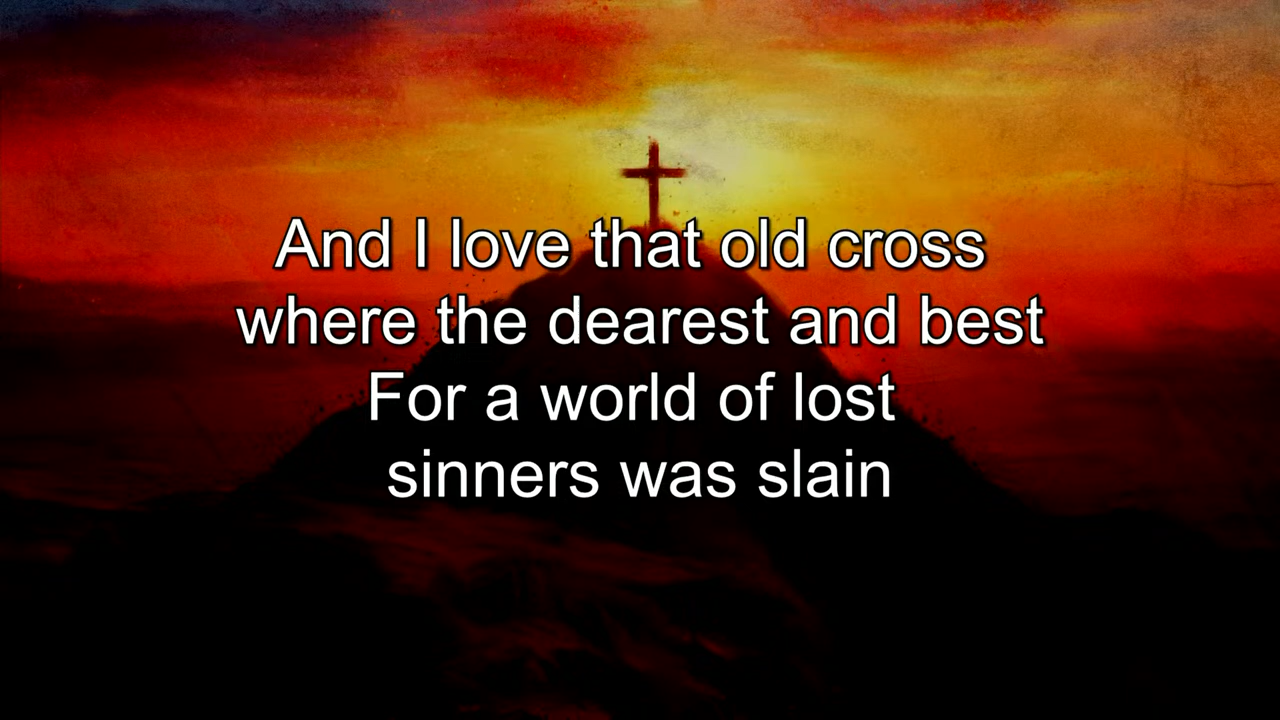 And I love that old cross
where the dearest and best
For a world of lost
sinners was slain